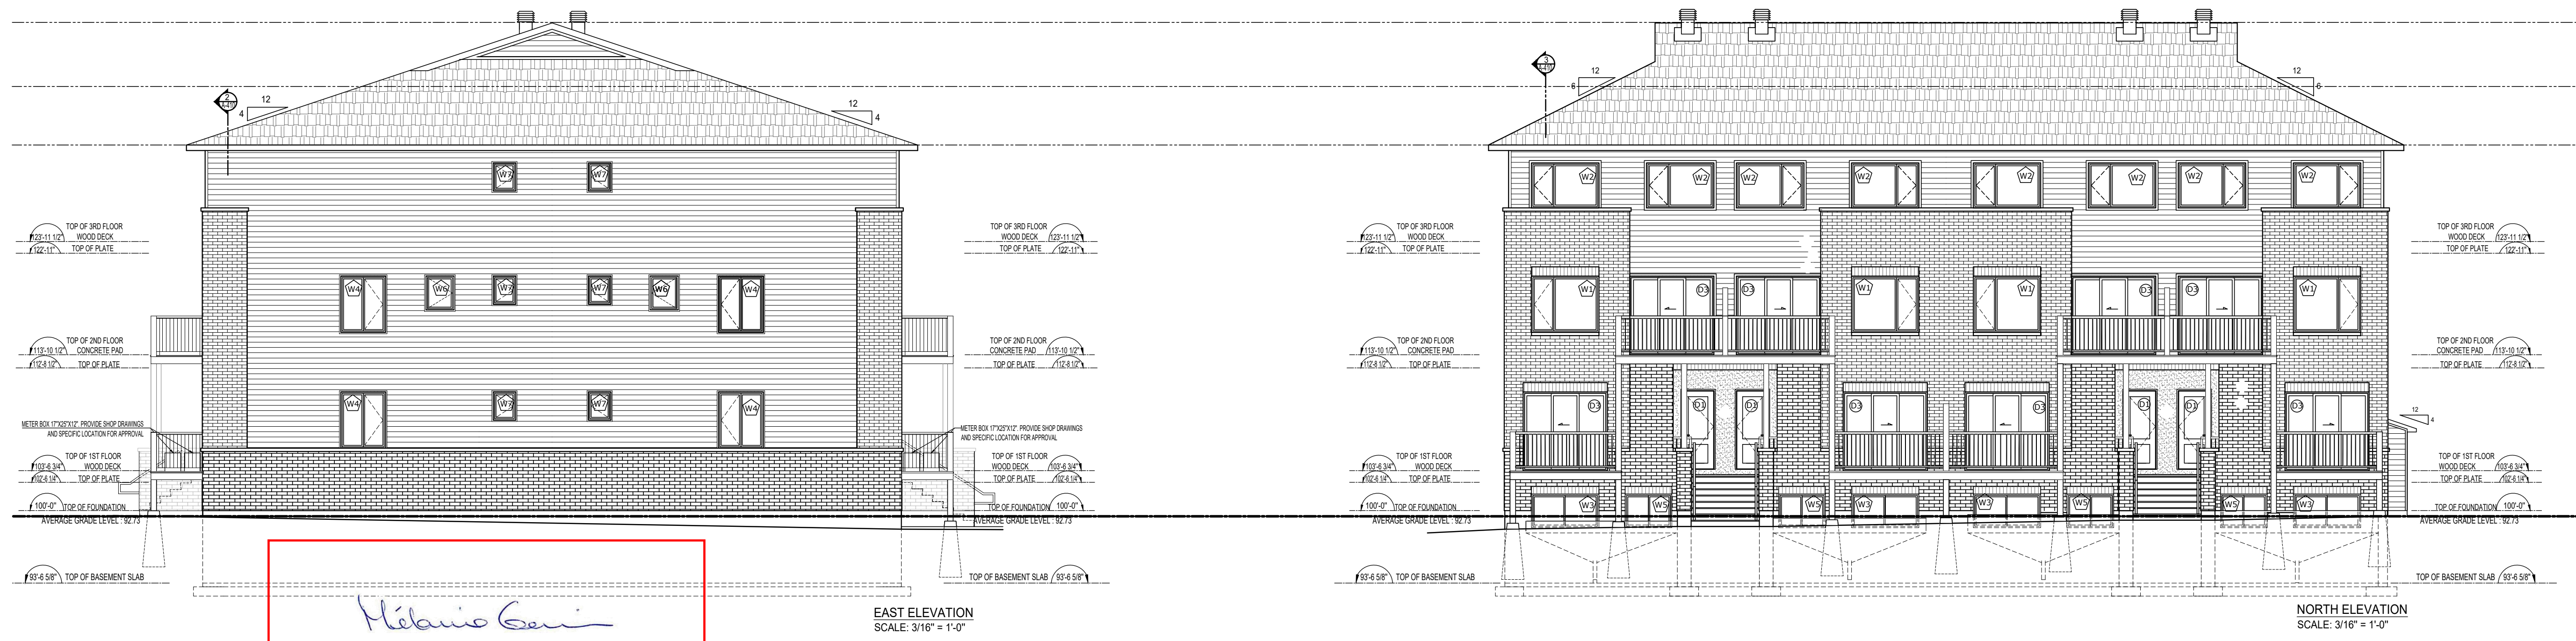 2
12
4
12
4
W7
W7
TOP OF 3RD FLOOR
123'-11 1/2" WOOD DECK
122'-11" TOP OF PLATE
TOP OF 3RD FLOOR
WOOD DECK 123'-11 1/2"
TOP OF PLATE 122'-11"
W4
W6
W7
W7
W6
W4
TOP OF 2ND FLOOR
113'-10 1/2" CONCRETE PAD
112'-8 1/2" TOP OF PLATE
TOP OF 2ND FLOOR
CONCRETE PAD 113'-10 1/2"
TOP OF PLATE 112'-8 1/2"
W4
W7
W7
W4
METER BOX 17"X25"X12". PROVIDE SHOP DRAWINGS
AND SPECIFIC LOCATION FOR APPROVAL
METER BOX 17"X25"X12". PROVIDE SHOP DRAWINGS
AND SPECIFIC LOCATION FOR APPROVAL
TOP OF 1ST FLOOR
103'-6 3/4" WOOD DECK
102'-6 1/4" TOP OF PLATE
TOP OF 1ST FLOOR
WOOD DECK 103'-6 3/4"
TOP OF PLATE 102'-6 1/4"
100'-0" TOP OF FOUNDATION
AVERAGE GRADE LEVEL : 92.73
TOP OF FOUNDATION 100'-0"
AVERAGE GRADE LEVEL : 92.73
93'-6 5/8" TOP OF BASEMENT SLAB
TOP OF BASEMENT SLAB 93'-6 5/8"
EAST ELEVATION
SCALE: 3/16" = 1'-0"
3
12
6
12
6
W2
W2
W2
W2
W2
W2
W2
W2
TOP OF 3RD FLOOR
123'-11 1/2" WOOD DECK
122'-11" TOP OF PLATE
TOP OF 3RD FLOOR
WOOD DECK 123'-11 1/2"
TOP OF PLATE 122'-11"
W1
D3
D3
W1
W1
D3
D3
W1
TOP OF 2ND FLOOR
113'-10 1/2" CONCRETE PAD
112'-8 1/2" TOP OF PLATE
TOP OF 2ND FLOOR
CONCRETE PAD 113'-10 1/2"
TOP OF PLATE 112'-8 1/2"
D3
D1
D1
D3
D3
D1
D1
D3
12
4
TOP OF 1ST FLOOR
103'-6 3/4" WOOD DECK
102'-6 1/4" TOP OF PLATE
TOP OF 1ST FLOOR
WOOD DECK 103'-6 3/4"
TOP OF PLATE 102'-6 1/4"
W3
W5
W5
W3
W3
W5
W5
W3
100'-0" TOP OF FOUNDATION
AVERAGE GRADE LEVEL : 92.73
TOP OF FOUNDATION 100'-0"
AVERAGE GRADE LEVEL : 92.73
93'-6 5/8" TOP OF BASEMENT SLAB
TOP OF BASEMENT SLAB 93'-6 5/8"
NORTH ELEVATION
SCALE: 3/16" = 1'-0"